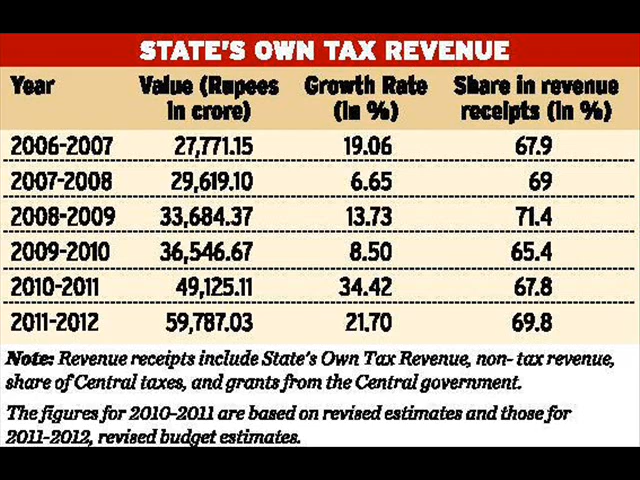 STATE'S OWN TAX REVENUE
Year Value (Rupees in crore) Growth Rate (in %) Share in revenue receipts (in %)
2006-2007 27,771.15 19.06 67.9
2007-2008 29,619.10 6.65 69
2008-2009 33,684.37 13.73 71.4
2009-2010 36,546.67 8.50 65.4
2010-2011 49,125.11 34.42 67.8
2011-2012 59,787.03 21.70 69.8
Note: Revenue receipts include State's Own Tax Revenue, non- tax revenue,
share of Central taxes, and grants from the Central government.
The figures for 2010-2011 are based on revised estimates and those for
2011-2012, revised budget estimates.